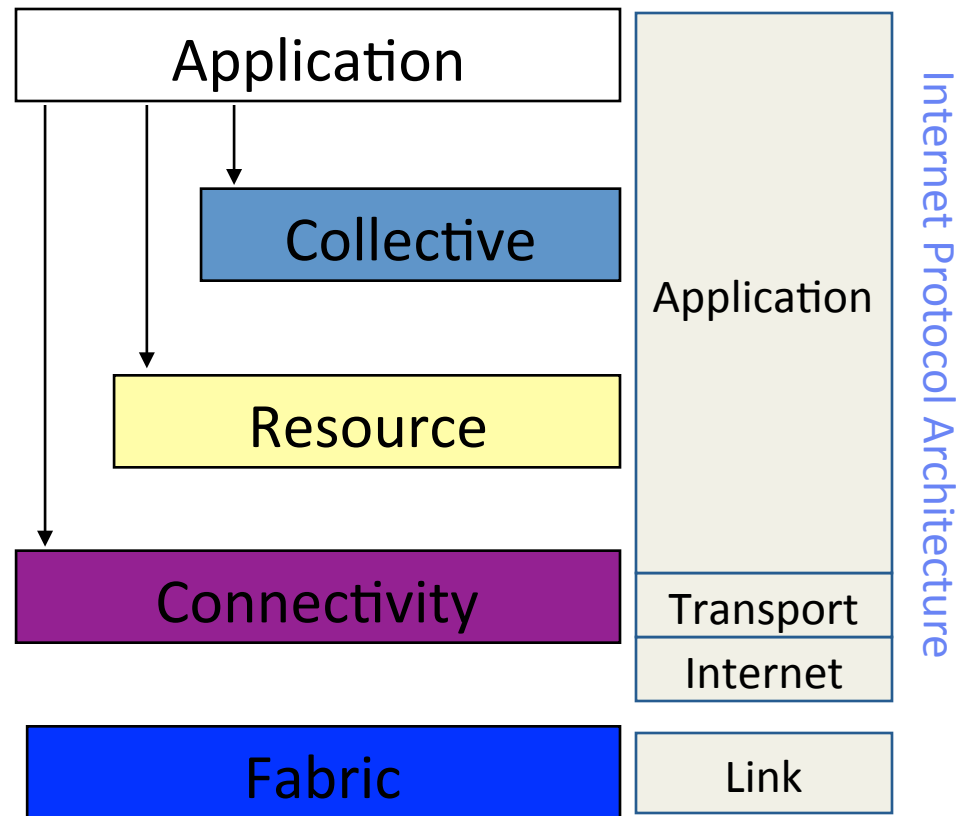 Application
Collective
Resource
Connectivity
Fabric
Application
Transport
Internet
Link
Internet Protocol Architecture